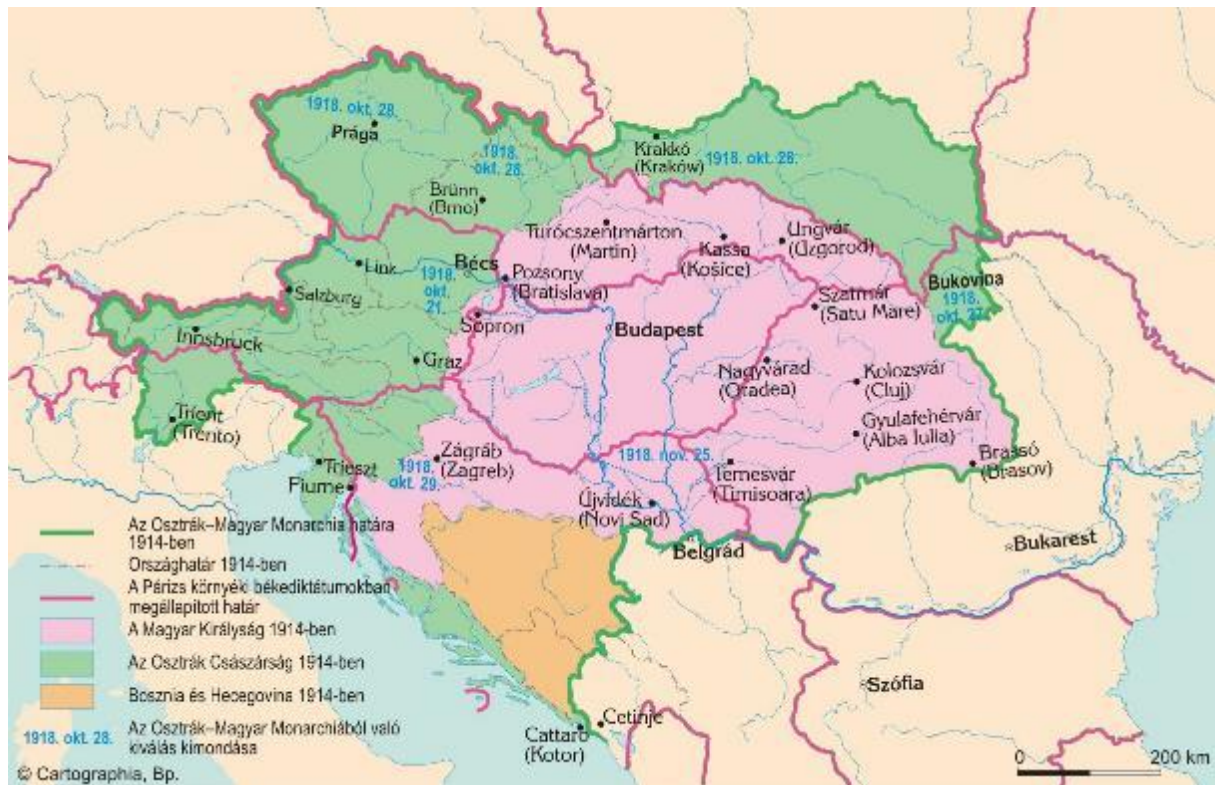 1918. okt. 28.
Prága
1918.
okt. 28.
Brünn
(Brno)
Krakkó
(Kraków)
1918. okt. 28.
Turócszentmárton
(Martin)
Kassa
(Košice)
Ungvár
(Uzgorod)
Linz
Bécs
1918.
okt.
21.
Pozsony
(Bratislava)
Salzburg
Sopron
Budapest
Szatmár
(Satu Mare)
Bukovina
1918.
okt. 27.
Innsbruck
Graz
Nagyvárad
(Oradea)
Kolozsvár
(Cluj)
Trient
(Trento)
Gyulafehérvár
(Alba Iulia)
Zágráb
(Zagreb)
1918.
okt. 29.
1918. nov. 25.
Temesvár
(Timisoara)
Brassó
(Brasov)
Trieszt
Fiume
Újvidék
(Novi Sad)
Belgrád
Bukarest
Szófia
Cetinje
Cattaro
(Kotor)
Az Osztrák–Magyar Monarchia határa
1914-ben
Országhatár 1914-ben
A Párizs környéki békediktátumokban
megállapított határ
A Magyar Királyság 1914-ben
Az Osztrák Császárság 1914-ben
Bosznia és Hecegovina 1914-ben
1918. okt. 28.
Az Osztrák–Magyar Monarchiából való
kiválás kimondása
© Cartographia, Bp.
0 200 km